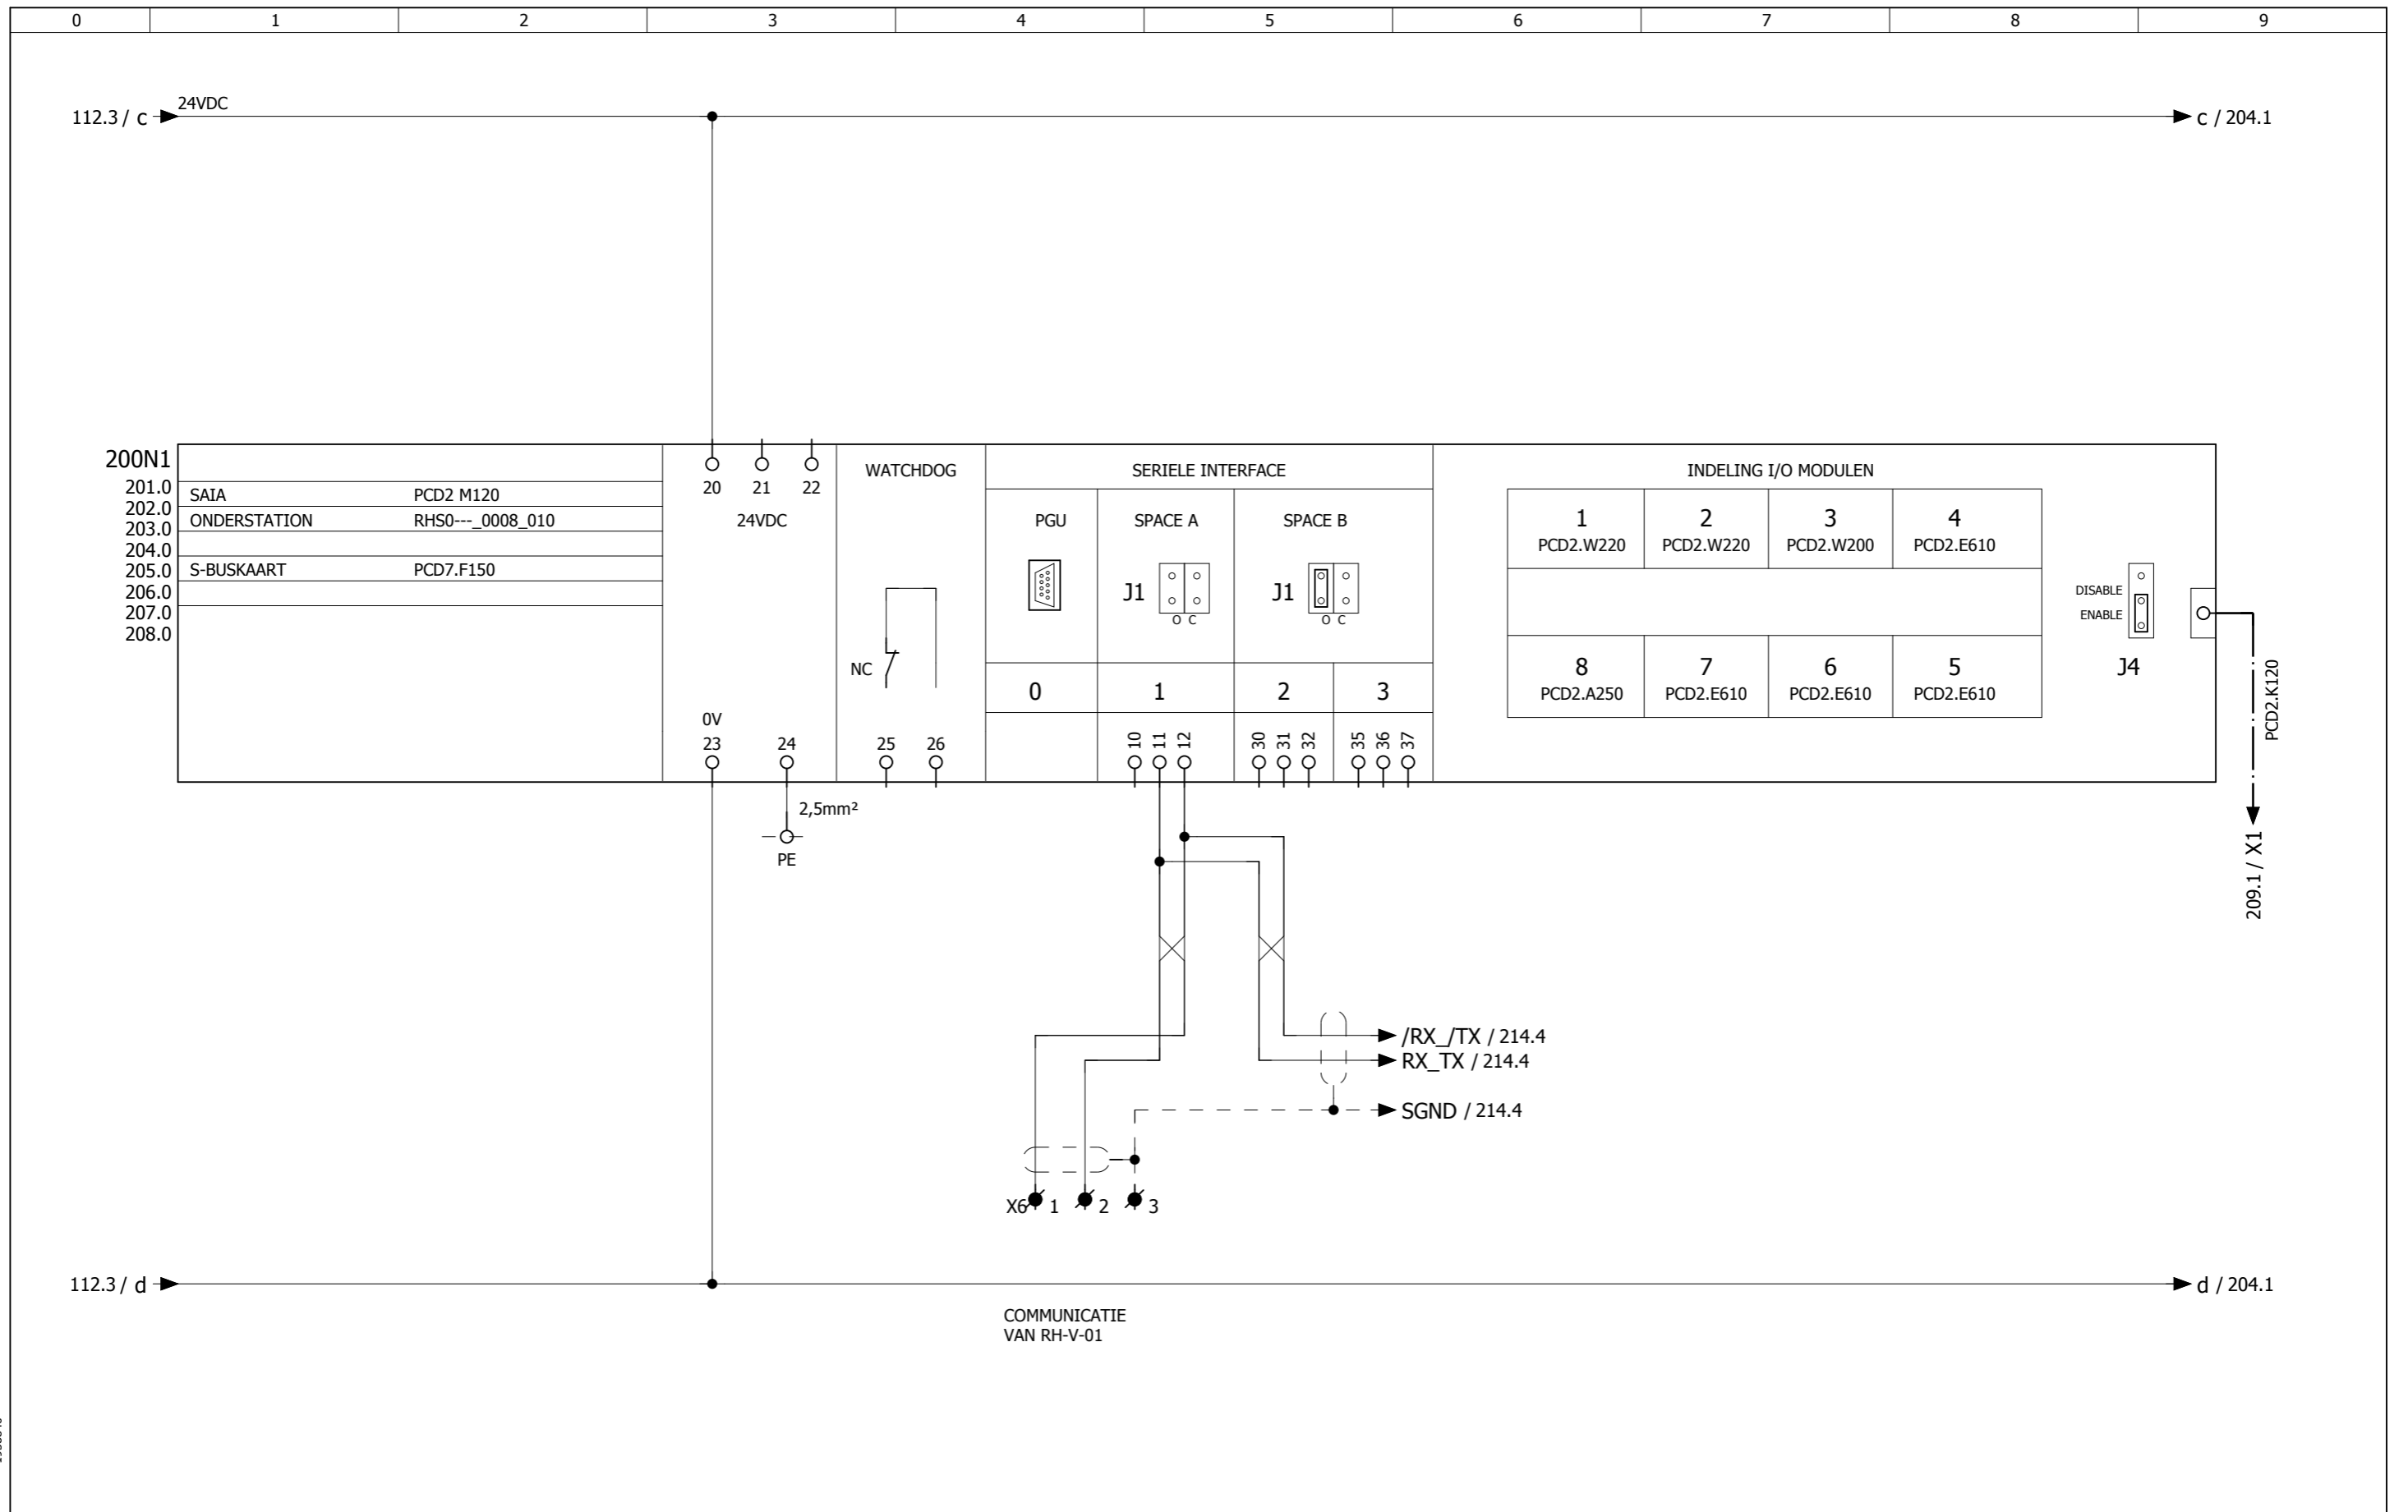 0 1 2 3 4 5 6 7 8 9
24VDC
112.3 / c
c / 204.1
200N1
201.0
202.0
203.0
204.0
205.0
206.0
207.0
208.0
SAIA PCD2 M120
ONDERSTATION RHS0---_0008_010
S-BUSKAART PCD7.F150
20 21 22
24VDC
0V
23 24
2,5mm²
PE
WATCHDOG
NC
25 26
SERIELE INTERFACE
PGU SPACE A SPACE B
J1
O C
J1
O C
0 1 2 3
10 11 12 30 31 32 35 36 37
INDELING I/O MODULEN
1 2 3 4
PCD2.W220 PCD2.W220 PCD2.W200 PCD2.E610
8 7 6 5
PCD2.A250 PCD2.E610 PCD2.E610 PCD2.E610
DISABLE
ENABLE
J4
PCD2.K120
209.1 / X1
/RX_/TX / 214.4
RX_TX / 214.4
SGND / 214.4
X6 1 2 3
112.3 / d
d / 204.1
COMMUNICATIE
VAN RH-V-01